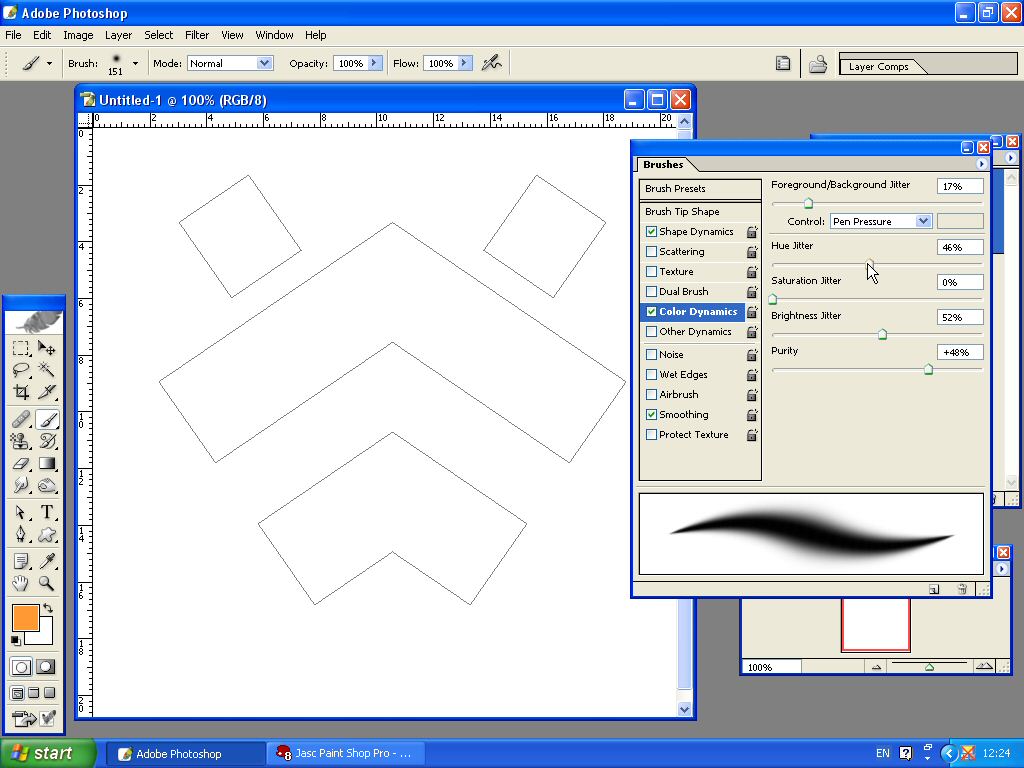 Adobe Photoshop
File Edit Image Layer Select Filter View Window Help
Brush: 151 Mode: Normal Opacity: 100% Flow: 100% Layer Comps
Untitled-1 @ 100% (RGB/8)
0 2 4 6 8 10 12 14 16 18 20
0
2
4
6
8
10
12
14
16
18
20
Brushes
Brush Presets
Brush Tip Shape
Shape Dynamics
Scattering
Texture
Dual Brush
Color Dynamics
Other Dynamics
Noise
Wet Edges
Airbrush
Smoothing
Protect Texture
Foreground/Background Jitter 17%
Control: Pen Pressure
Hue Jitter 46%
Saturation Jitter 0%
Brightness Jitter 52%
Purity +48%
100%
start Adobe Photoshop Jasc Paint Shop Pro - ... EN 12:24